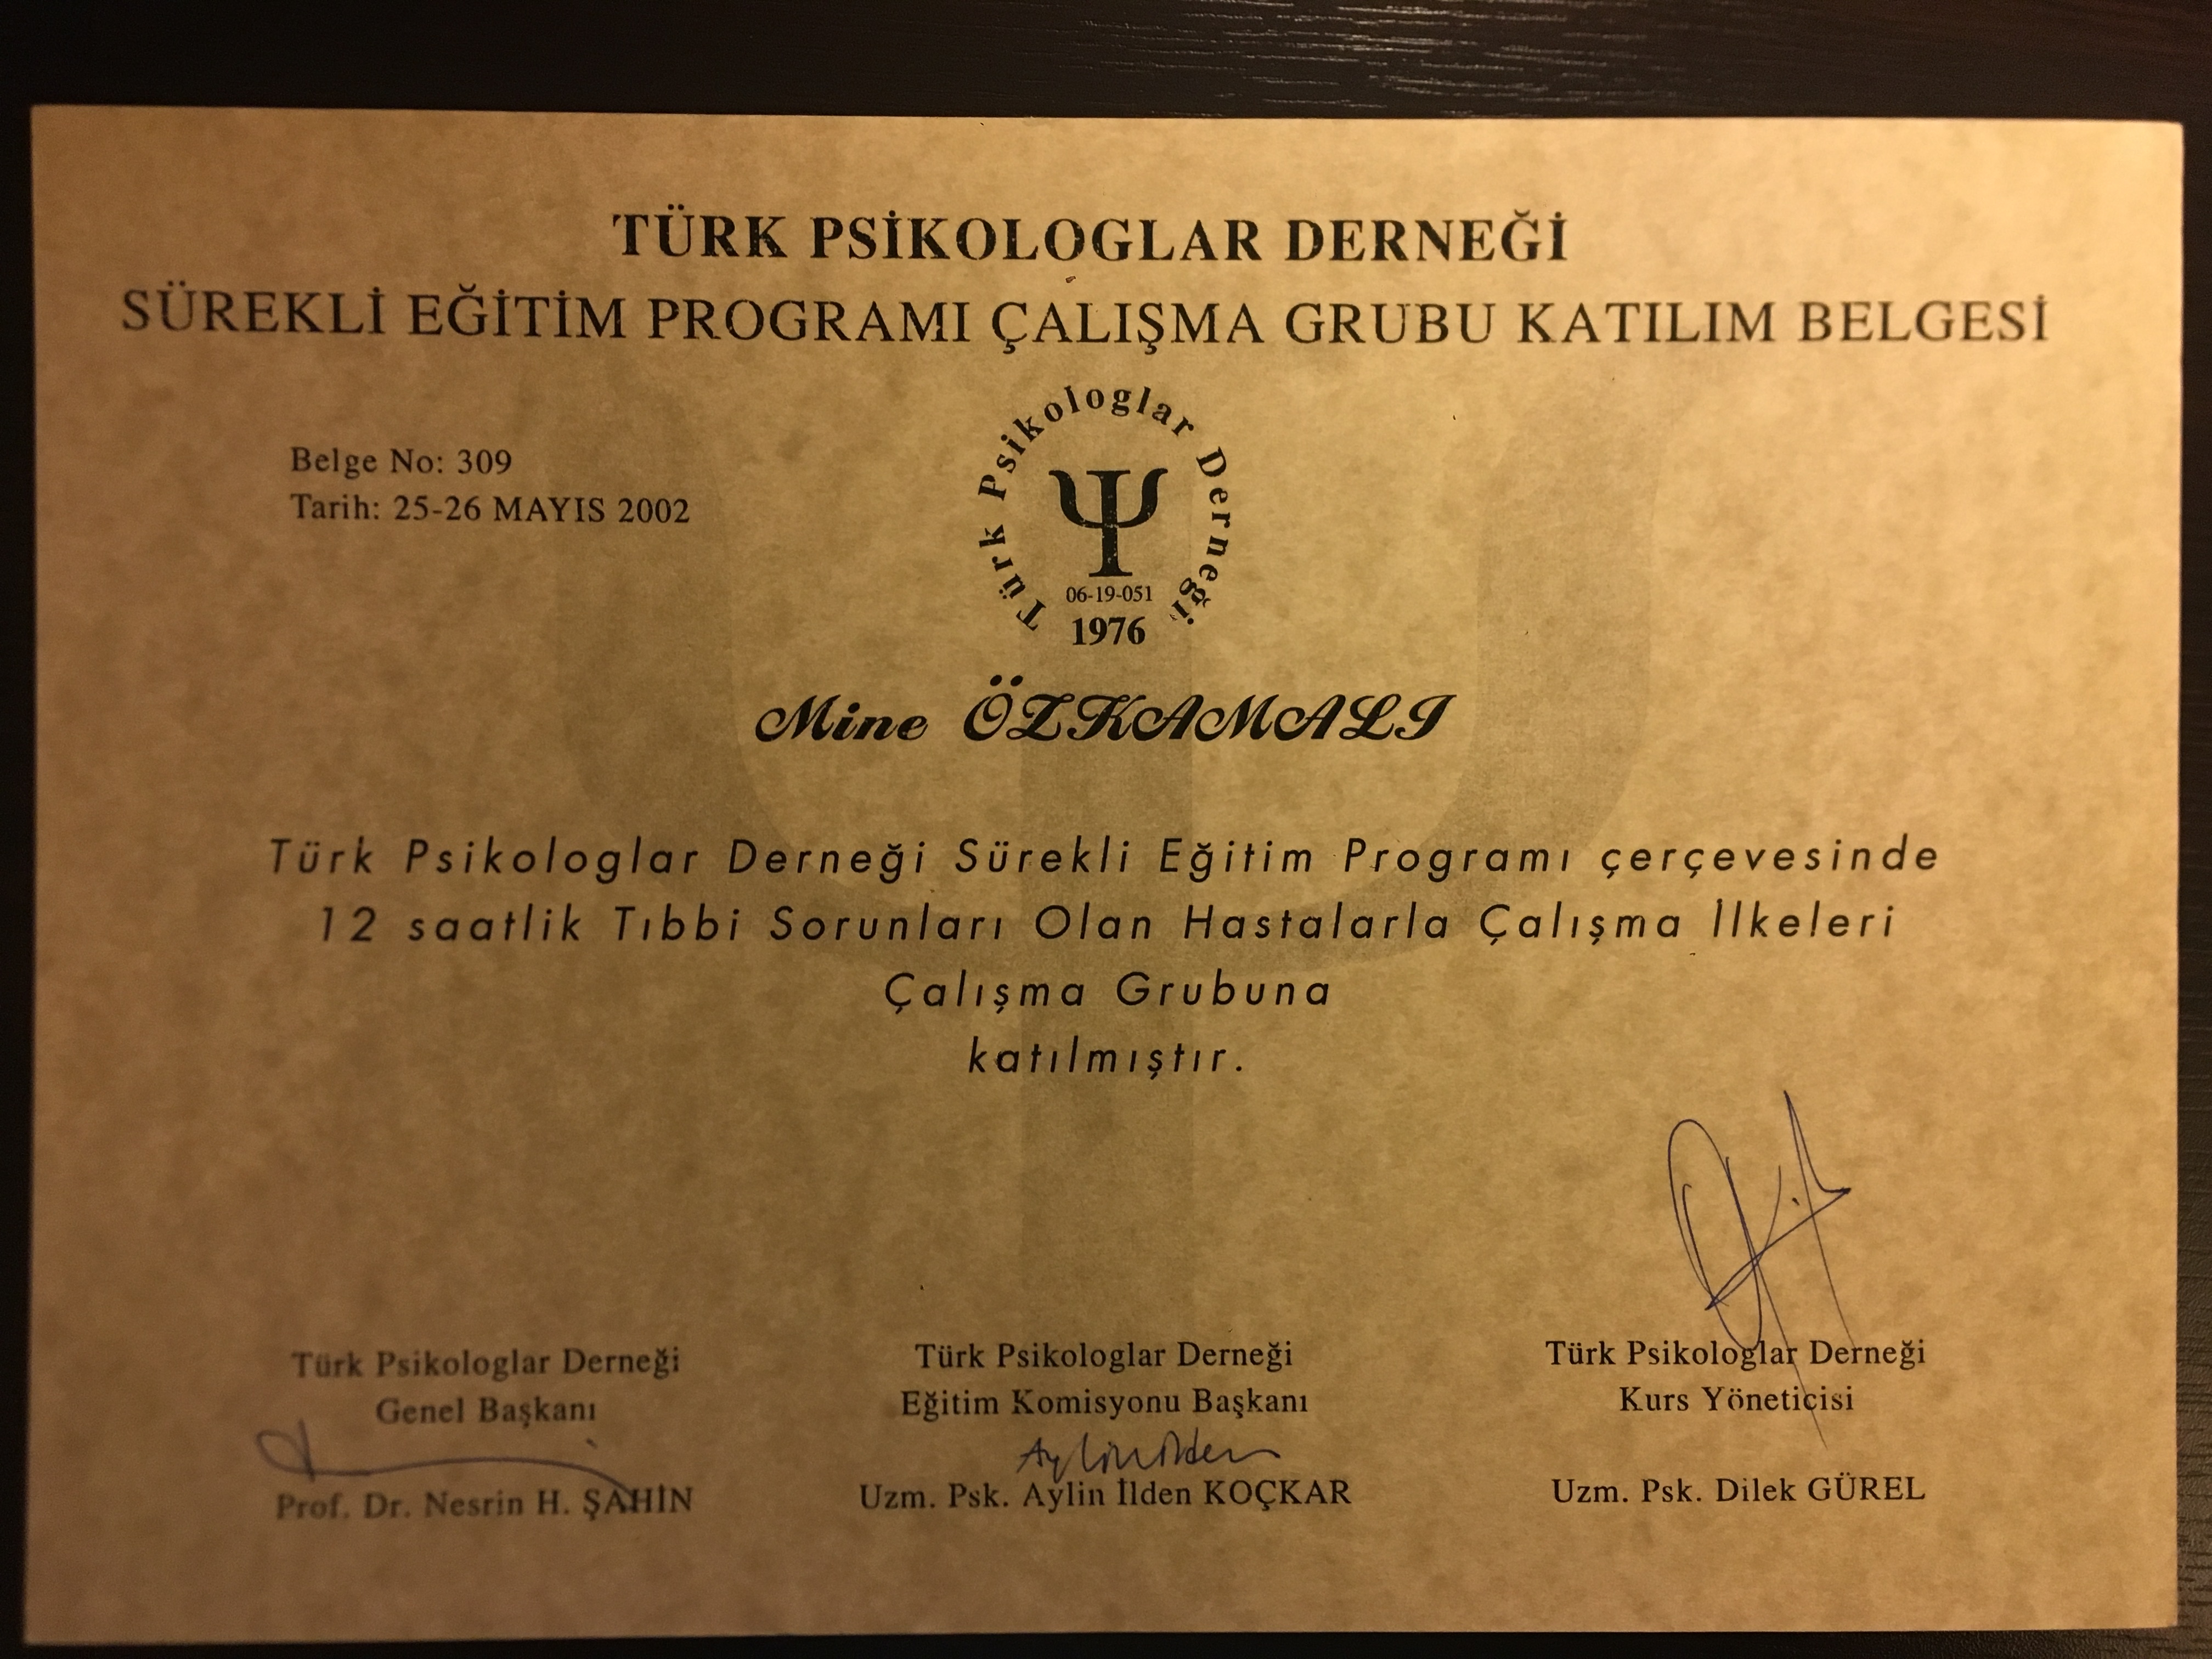 TÜRK PSİKOLOGLAR DERNEĞİ
SÜREKLİ EĞİTİM PROGRAMI ÇALIŞMA GRUBU KATILIM BELGESİ
Türk Psikologlar Derneği
Ψ
06-19-051
1976
Belge No: 309
Tarih: 25-26 MAYIS 2002
Mine ÖZKAMALI
Türk Psikologlar Derneği Sürekli Eğitim Programı çerçevesinde
12 saatlik Tıbbi Sorunları Olan Hastalarla Çalışma İlkeleri
Çalışma Grubuna
katılmıştır.
Türk Psikologlar Derneği
Genel Başkanı
Prof. Dr. Nesrin H. ŞAHİN
Türk Psikologlar Derneği
Eğitim Komisyonu Başkanı
Aylin İlden
Uzm. Psk. Aylin İlden KOÇKAR
Türk Psikologlar Derneği
Kurs Yöneticisi
Uzm. Psk. Dilek GÜREL